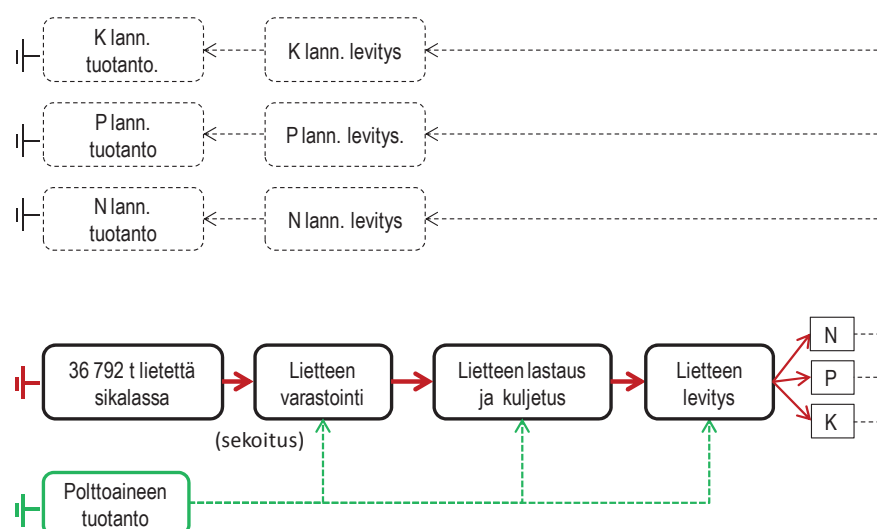 K lann.
tuotanto.
K lann. levitys
P lann.
tuotanto
P lann. levitys.
N lann.
tuotanto
N lann. levitys
36 792 t lietettä
sikalassa
Lietteen
varastointi
Lietteen lastaus
ja kuljetus
Lietteen
levitys
N
P
K
(sekoitus)
Polttoaineen
tuotanto